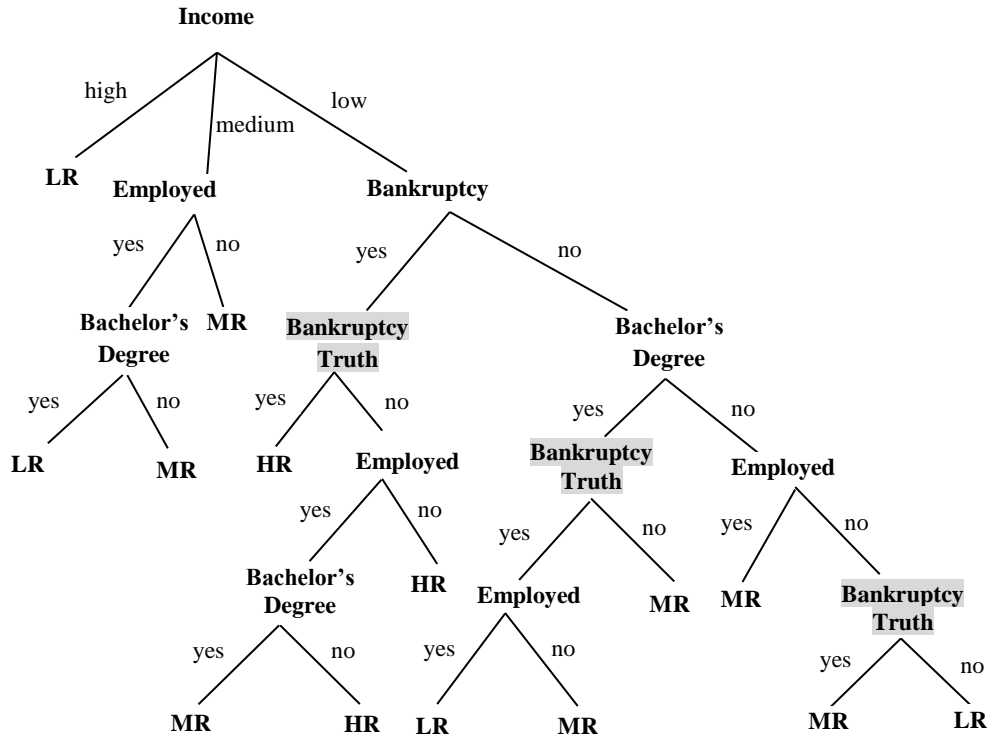 Income
high
low
medium
LR
Employed
Bankruptcy
yes
no
yes
no
Bachelor's
Degree
MR
Bankruptcy
Truth
Bachelor's
Degree
yes
no
yes
no
yes
no
LR
MR
HR
Employed
Bankruptcy
Truth
Employed
yes
no
yes
no
yes
no
Bachelor's
Degree
HR
Employed
MR
MR
Bankruptcy
Truth
yes
no
yes
no
yes
no
MR
HR
LR
MR
MR
LR